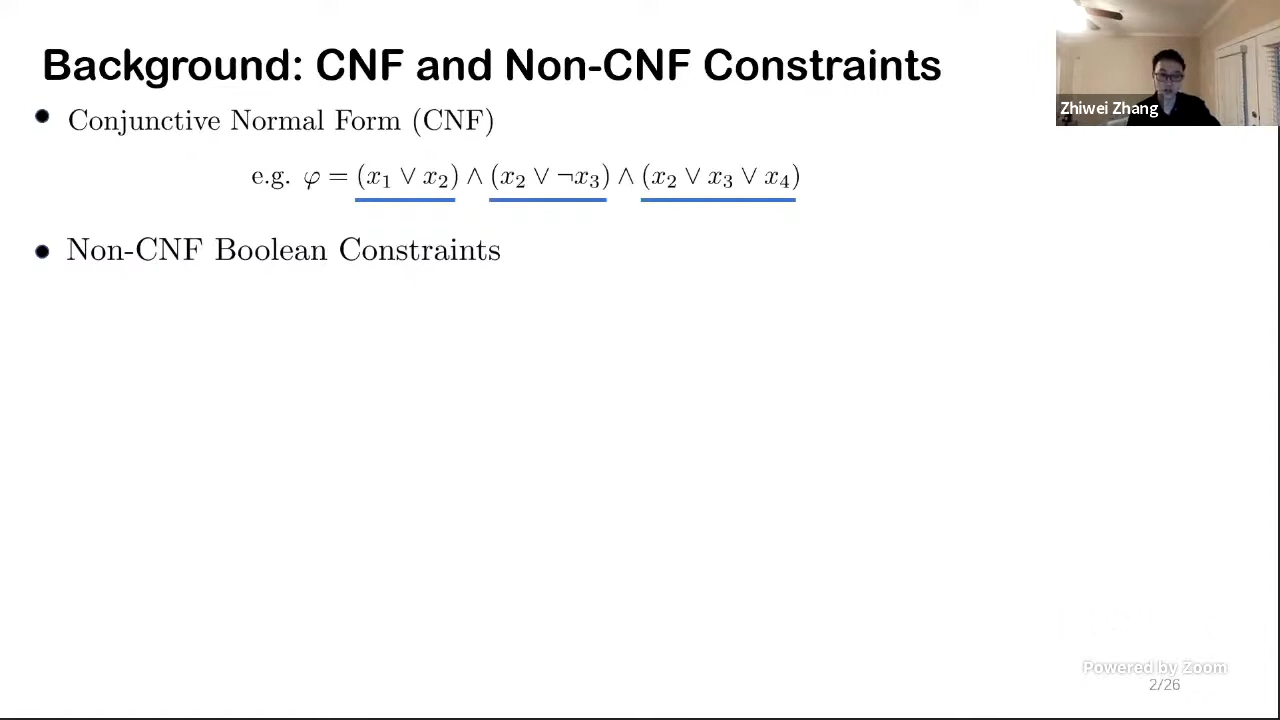 Background: CNF and Non-CNF Constraints
Zhiwei Zhang
• Conjunctive Normal Form (CNF)
e.g. φ = (x₁ ∨ x₂) ∧ (x₂ ∨ ¬x₃) ∧ (x₂ ∨ x₃ ∨ x₄)
• Non-CNF Boolean Constraints
Powered by Zoom
2/26